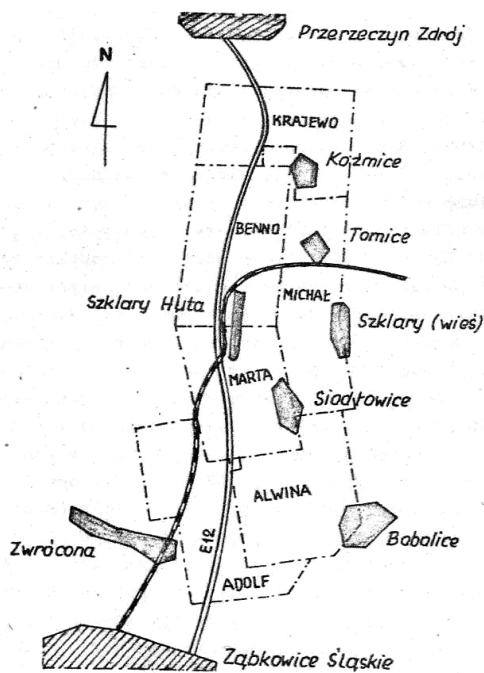 Przerzeczyn Zdrój
N
KRAJEWO
Koźmice
BENNO
Tomice
Szklary Huta
MICHAŁ
Szklary (wieś)
MARTA
Siodłowice
ALWINA
E12
Bobolice
Zwrócona
ADOLF
Ząbkowice Śląskie